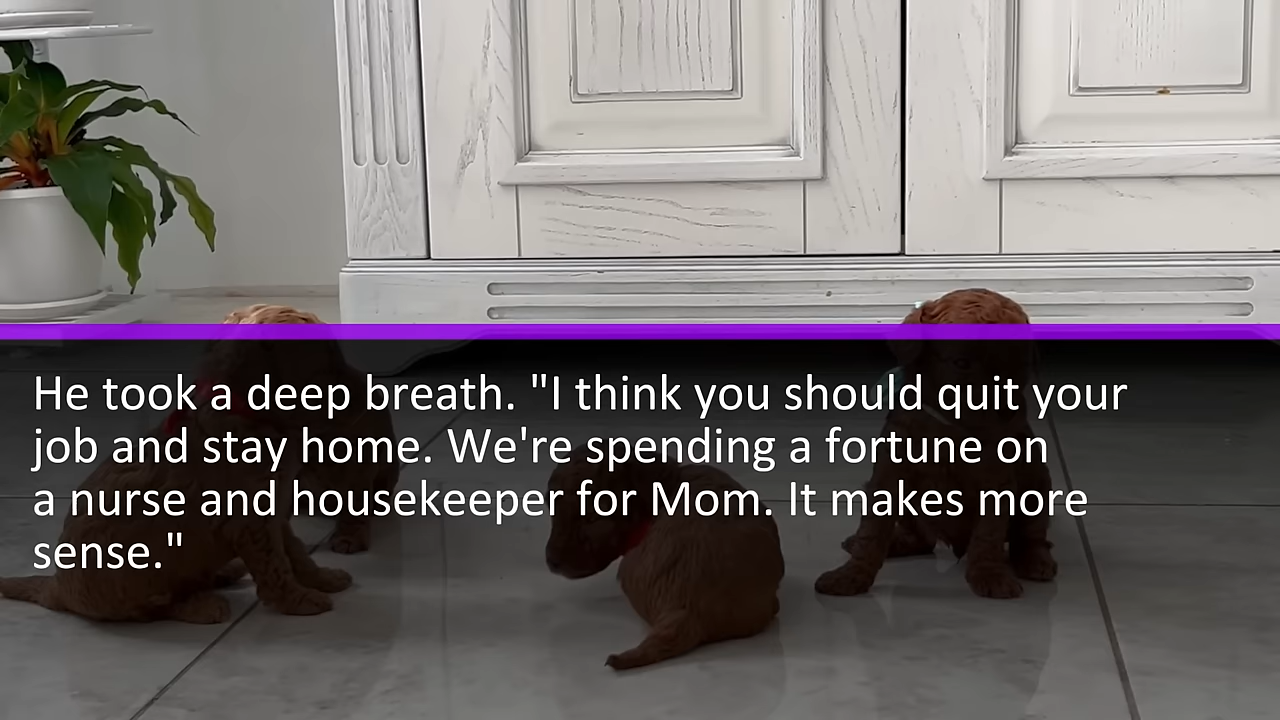 He took a deep breath. "I think you should quit your
job and stay home. We're spending a fortune on
a nurse and housekeeper for Mom. It makes more
sense."